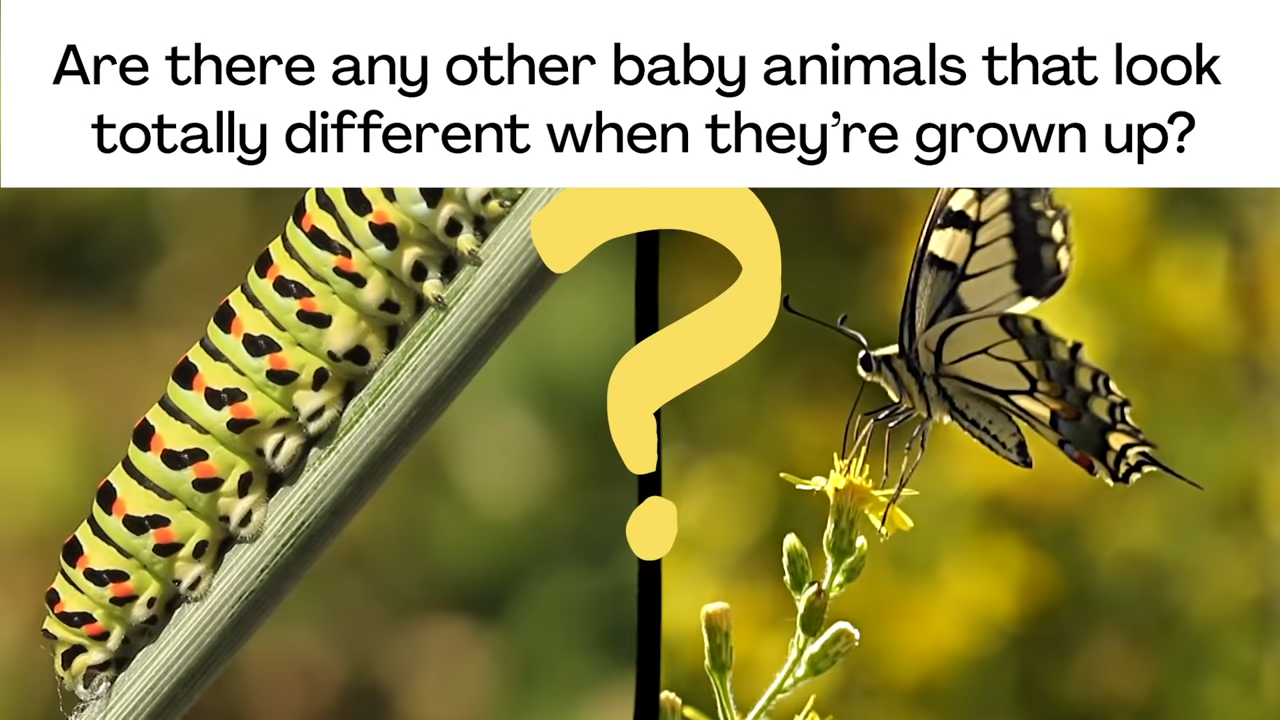 Are there any other baby animals that look
totally different when they’re grown up?
?